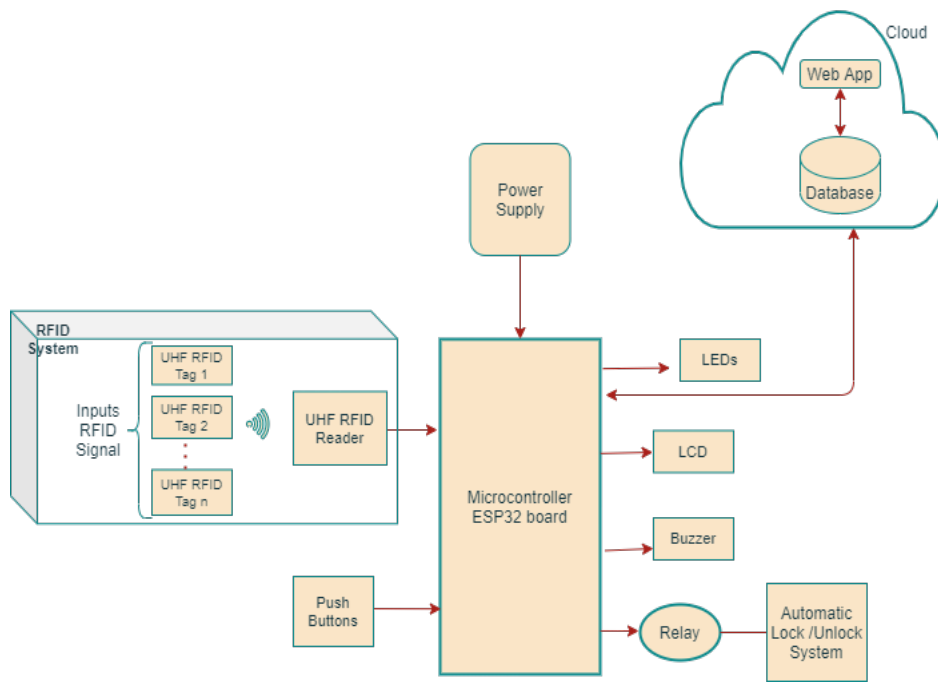 Cloud
Web App
Database
Power
Supply
RFID
System
UHF RFID
Tag 1
UHF RFID
Tag 2
UHF RFID
Tag n
Inputs
RFID
Signal
UHF RFID
Reader
Microcontroller
ESP32 board
LEDs
LCD
Buzzer
Push
Buttons
Relay
Automatic
Lock /Unlock
System